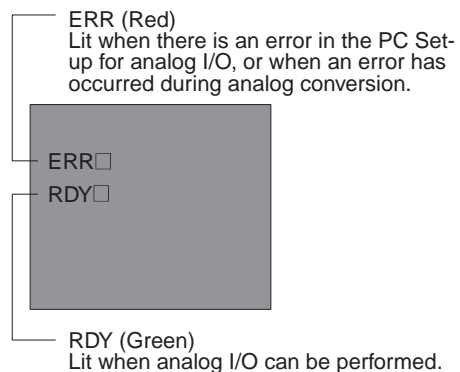 ERR (Red)
Lit when there is an error in the PC Set-
up for analog I/O, or when an error has
occurred during analog conversion.
ERR
RDY
RDY (Green)
Lit when analog I/O can be performed.